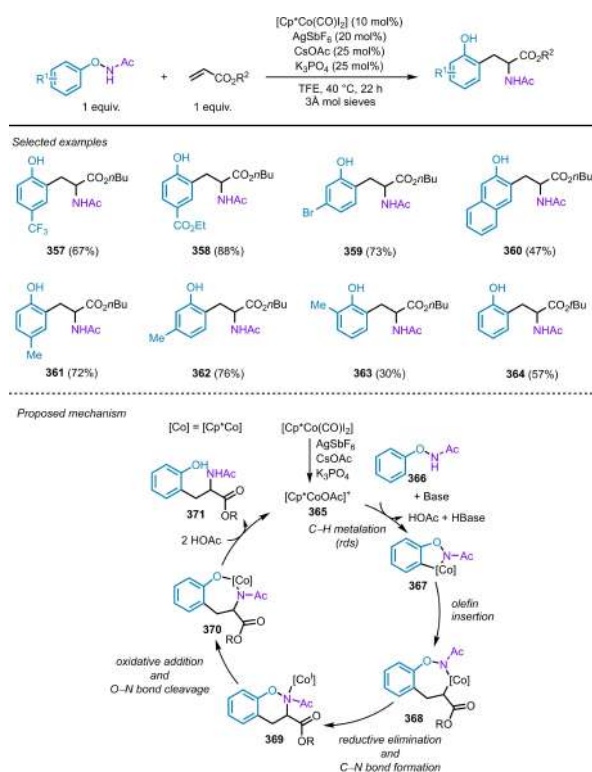 [Cp*Co(CO)I2] (10 mol%)
AgSbF6 (20 mol%)
CsOAc (25 mol%)
K3PO4 (25 mol%)
TFE, 40 °C, 22 h
3Å mol sieves
R1 O N H Ac
1 equiv.
+
CO2R2
1 equiv.
OH R1 CO2R2 NHAc
Selected examples
OH CO2nBu NHAc CF3
357 (67%)
OH CO2nBu NHAc CO2Et
358 (88%)
OH CO2nBu NHAc Br
359 (73%)
OH CO2nBu NHAc
360 (47%)
OH CO2nBu NHAc Me
361 (72%)
OH CO2nBu NHAc Me
362 (76%)
Me OH CO2nBu NHAc
363 (30%)
OH CO2tBu NHAc
364 (57%)
Proposed mechanism
[Co] = [Cp*Co]
[Cp*Co(CO)I2]
AgSbF6
CsOAc
K3PO4
[Cp*CoOAc]+
365
O N H Ac
366
+ Base
HOAc + HBase
C–H metalation
(rds)
O N Ac [Co]
367
olefin
insertion
O N Ac [Co] RO O
368
reductive elimination
and
C–N bond formation
[CoI] O N Ac O OR
369
oxidative addition
and
O–N bond cleavage
O [Co] N Ac RO O
370
2 HOAc
OH NHAc O OR
371